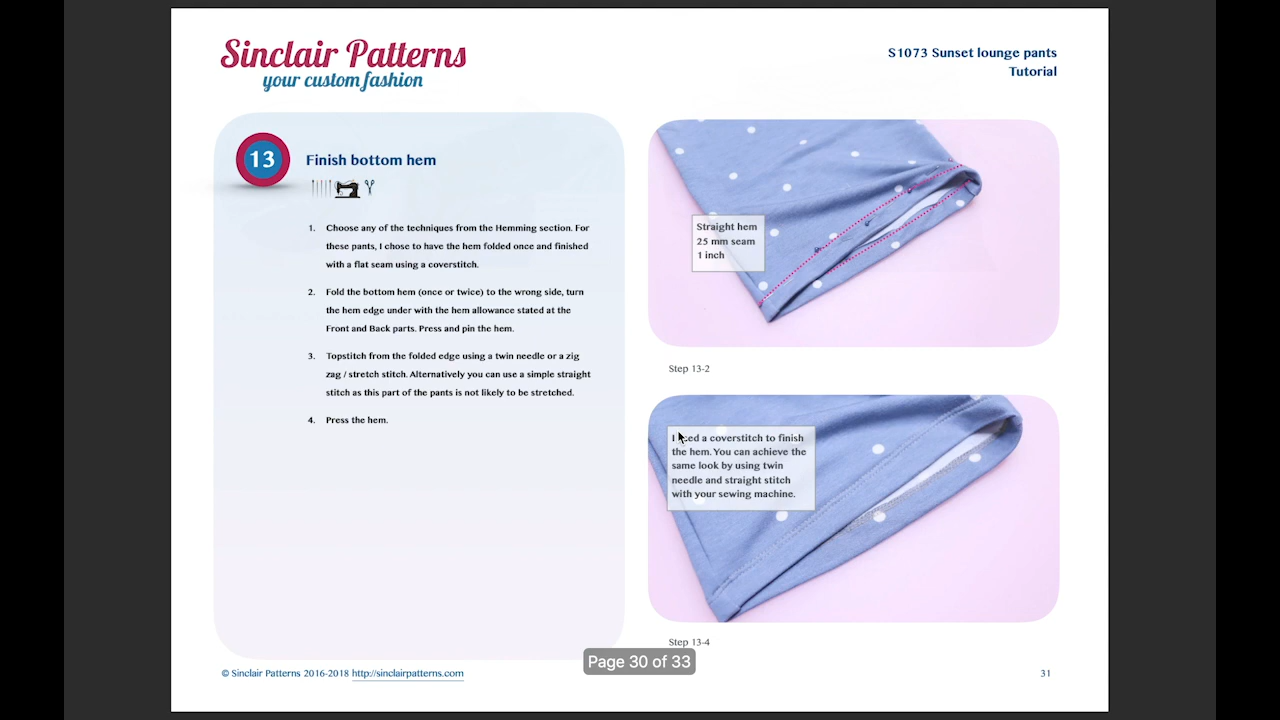 Sinclair Patterns
your custom fashion
S1073 Sunset lounge pants
Tutorial
13
Finish bottom hem
1. Choose any of the techniques from the Hemming section. For
these pants, I chose to have the hem folded once and finished
with a flat seam using a coverstitch.
2. Fold the bottom hem (once or twice) to the wrong side, turn
the hem edge under with the hem allowance stated at the
Front and Back parts. Press and pin the hem.
3. Topstitch from the folded edge using a twin needle or a zig
zag / stretch stitch. Alternatively you can use a simple straight
stitch as this part of the pants is not likely to be stretched.
4. Press the hem.
Straight hem
25 mm seam
1 inch
Step 13-2
I used a coverstitch to finish
the hem. You can achieve the
same look by using twin
needle and straight stitch
with your sewing machine.
Step 13-4
Page 30 of 33
© Sinclair Patterns 2016-2018 http://sinclairpatterns.com
31